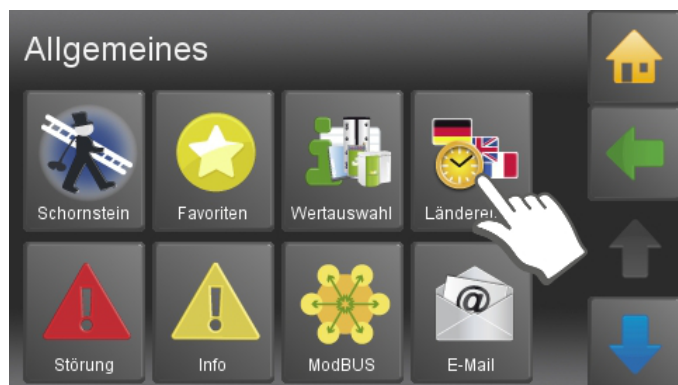 Allgemeines
Schornstein
Favoriten
Wertauswahl
Störung
Info
ModBUS
@
E-Mail